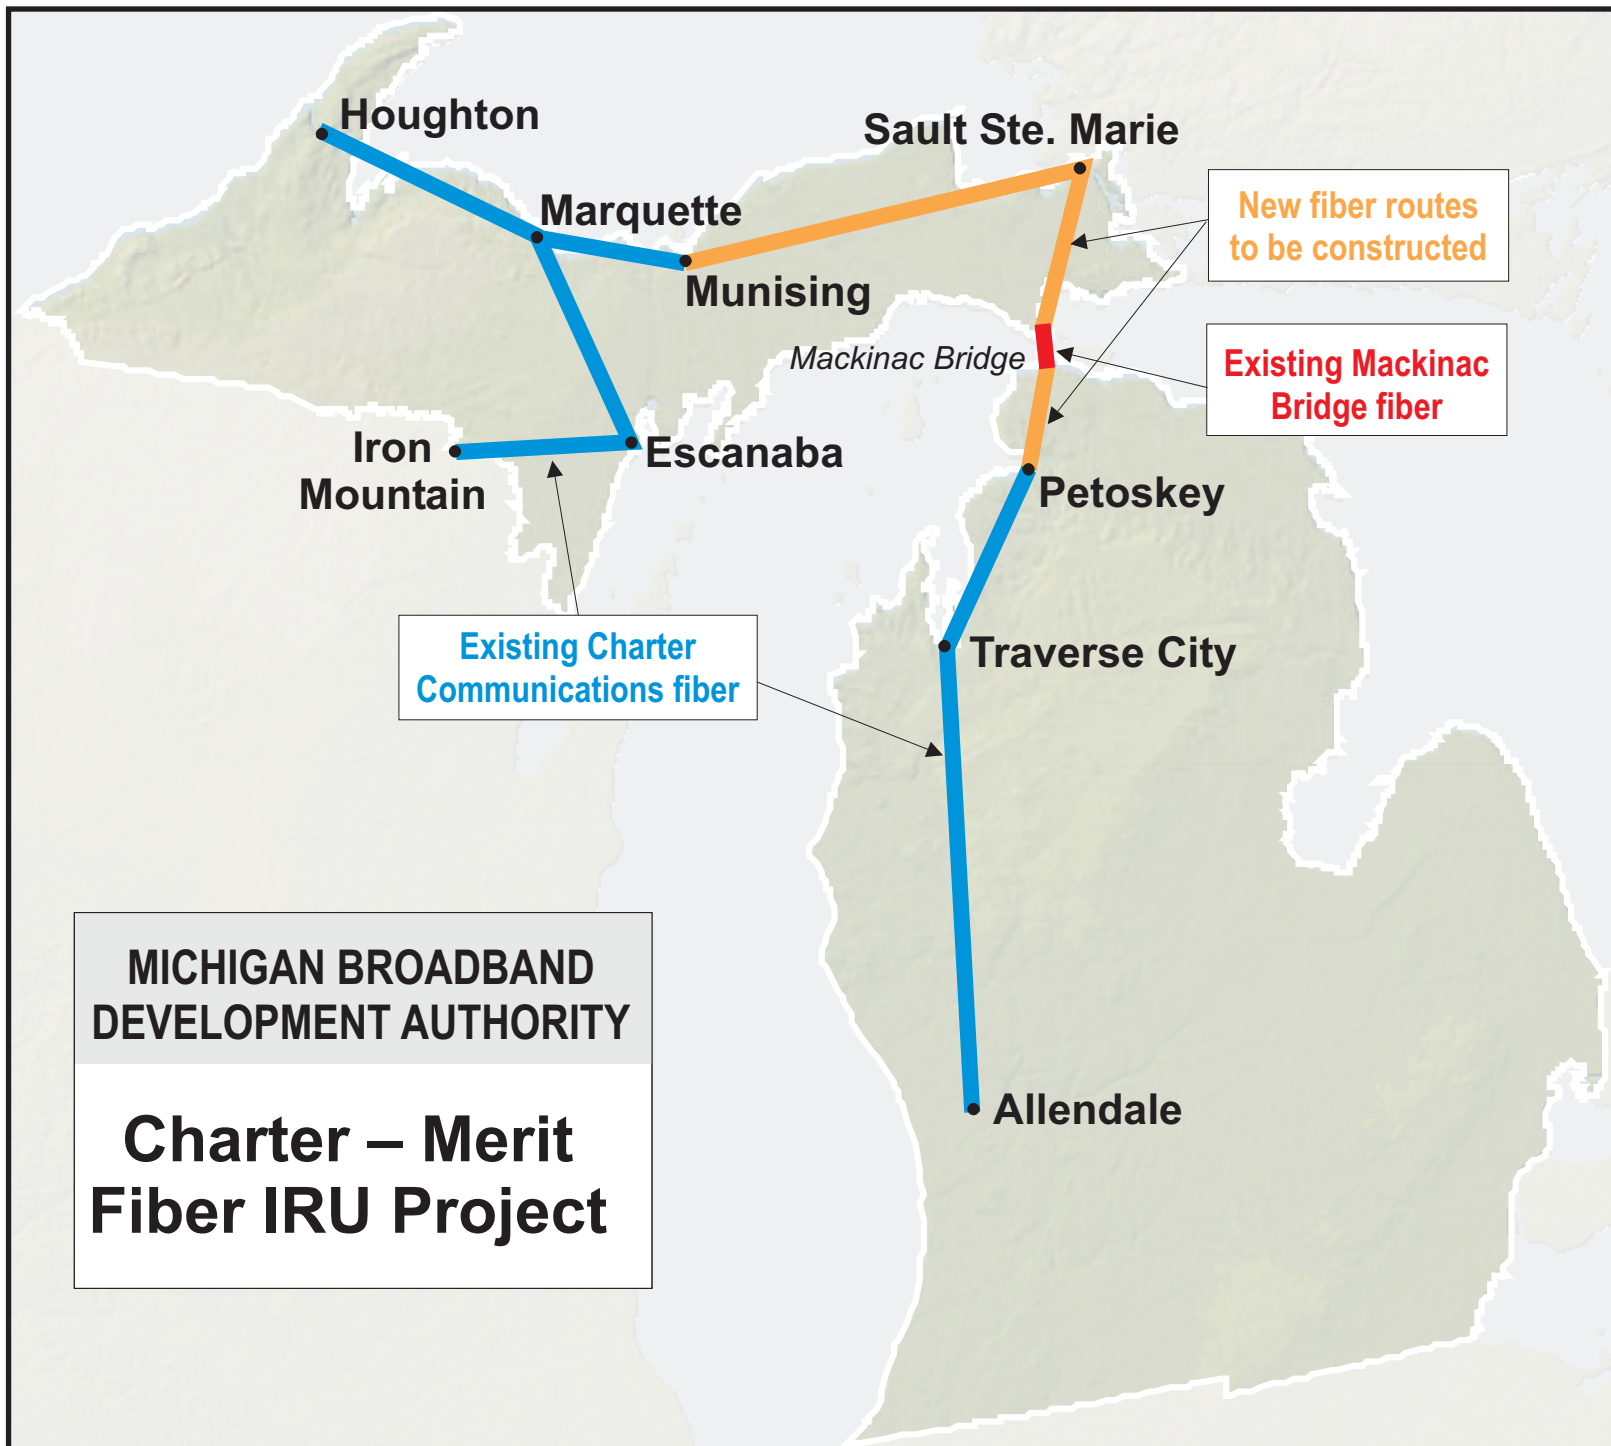 Houghton
Sault Ste. Marie
New fiber routes
to be constructed
Marquette
Munising
Mackinac Bridge
Existing Mackinac
Bridge fiber
Iron
Mountain
Escanaba
Petoskey
Existing Charter
Communications fiber
Traverse City
MICHIGAN BROADBAND
DEVELOPMENT AUTHORITY
Charter – Merit
Fiber IRU Project
Allendale